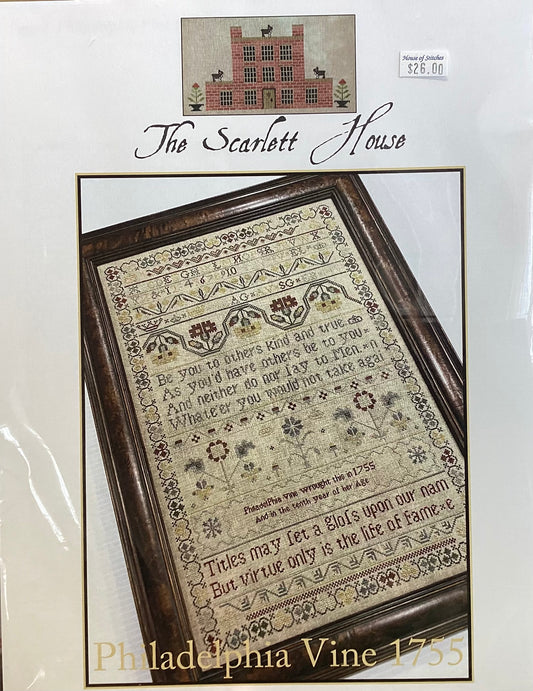 House of Stitches
$26.00
The Scarlett House
AG SG
Be you to others kind and true
As you'd have others be to you
And neither do nor ſay to Men n
Whate'er you would not take agai
Philadelphia Vine wrought this in 1755
And in the tenth year of her Age
Titles may ſet a gloſs upon our nam
But virtue only is the life of fame e
Philadelphia Vine 1755